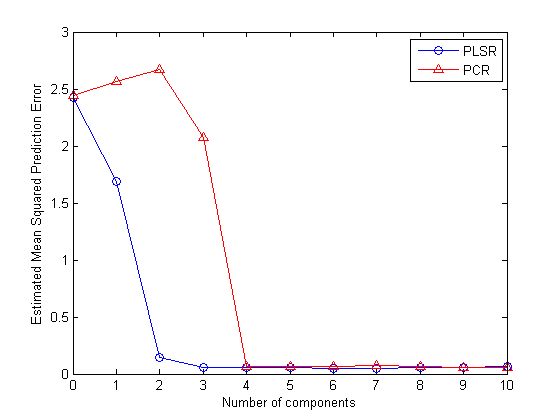 3
PLSR
PCR
2.5
2
1.5
1
0.5
0
0 1 2 3 4 5 6 7 8 9 10
Estimated Mean Squared Prediction Error
Number of components